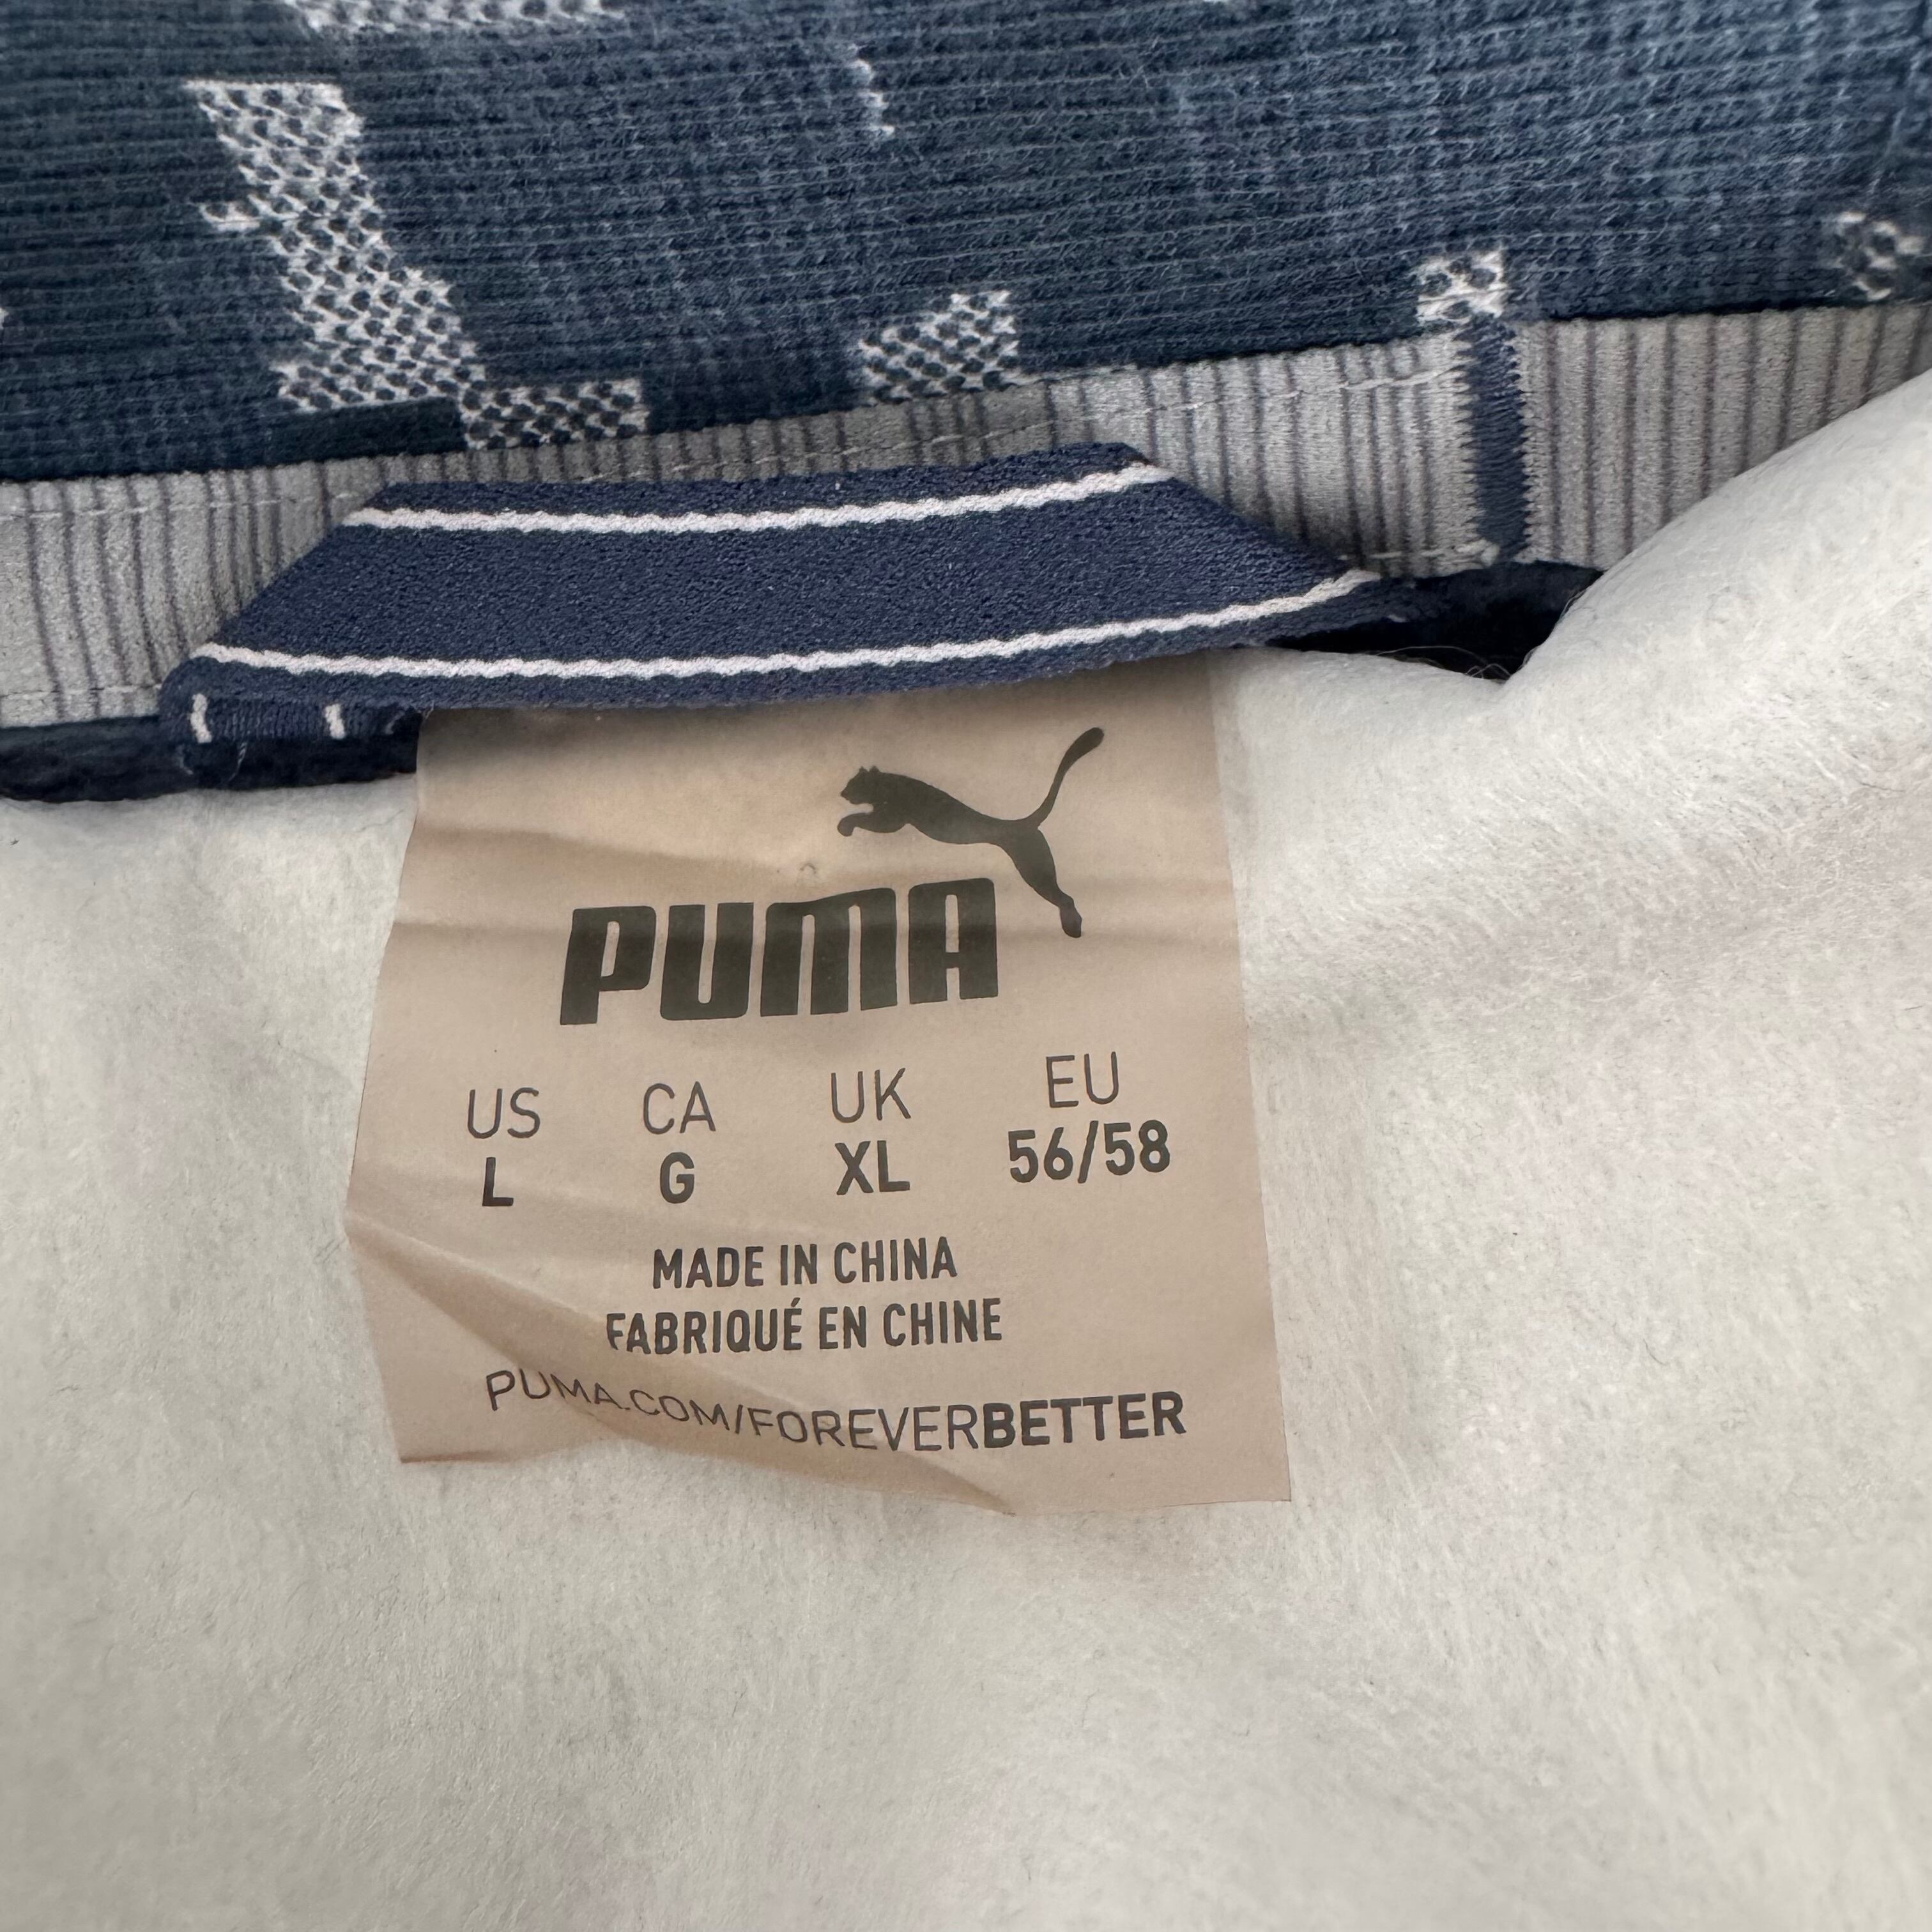 PUMA
US CA UK EU
L G XL 56/58
MADE IN CHINA
FABRIQUÉ EN CHINE
PUMA.COM/FOREVERBETTER